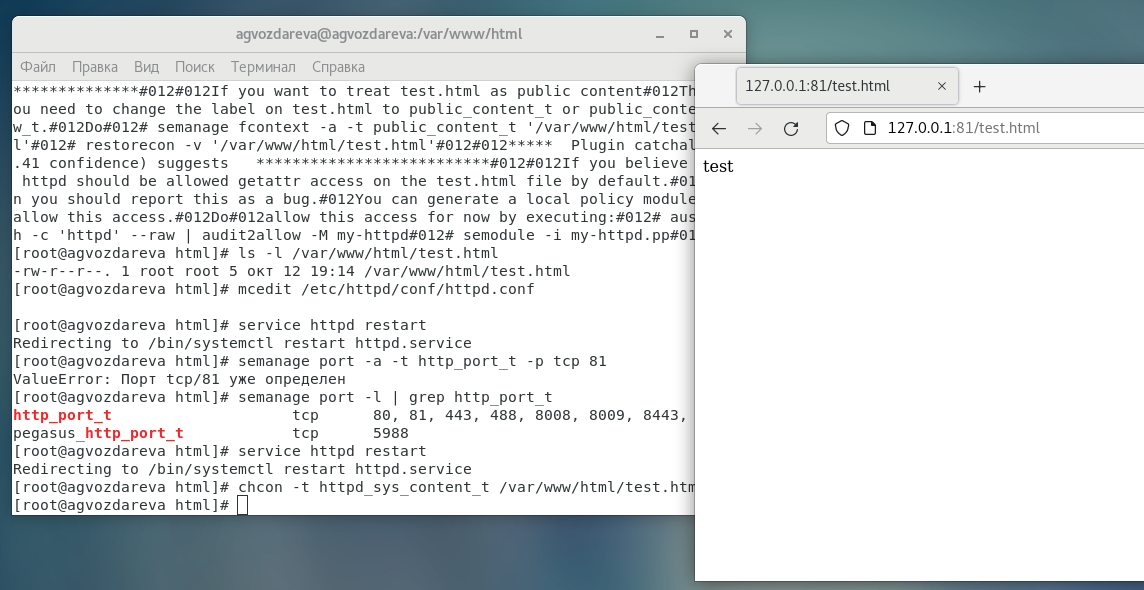 agvozdareva@agvozdareva:/var/www/html
Файл Правка Вид Поиск Терминал Справка
**************#012#012If you want to treat test.html as public content#012Th
ou need to change the label on test.html to public_content_t or public_conte
w_t.#012Do#012# semanage fcontext -a -t public_content_t '/var/www/html/test
l'#012# restorecon -v '/var/www/html/test.html'#012#012***** Plugin catchal
.41 confidence) suggests **************************#012#012If you believe
httpd should be allowed getattr access on the test.html file by default.#01
n you should report this as a bug.#012You can generate a local policy module
allow this access.#012Do#012allow this access for now by executing:#012# aus
h -c 'httpd' --raw | audit2allow -M my-httpd#012# semodule -i my-httpd.pp#01
[root@agvozdareva html]# ls -l /var/www/html/test.html
-rw-r--r--. 1 root root 5 окт 12 19:14 /var/www/html/test.html
[root@agvozdareva html]# mcedit /etc/httpd/conf/httpd.conf
[root@agvozdareva html]# service httpd restart
Redirecting to /bin/systemctl restart httpd.service
[root@agvozdareva html]# semanage port -a -t http_port_t -p tcp 81
ValueError: Порт tcp/81 уже определен
[root@agvozdareva html]# semanage port -l | grep http_port_t
http_port_t tcp 80, 81, 443, 488, 8008, 8009, 8443,
pegasus_http_port_t tcp 5988
[root@agvozdareva html]# service httpd restart
Redirecting to /bin/systemctl restart httpd.service
[root@agvozdareva html]# chcon -t httpd_sys_content_t /var/www/html/test.htm
[root@agvozdareva html]#
127.0.0.1:81/test.html
127.0.0.1:81/test.html
test